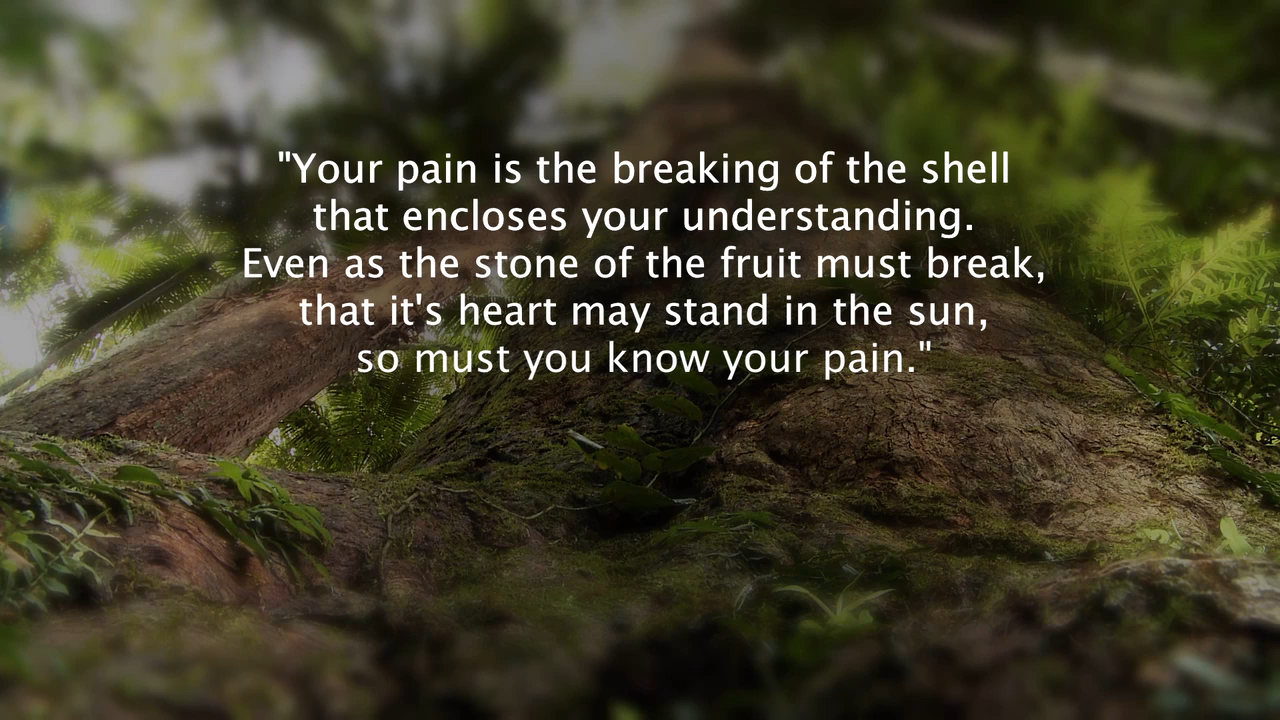 "Your pain is the breaking of the shell
that encloses your understanding.
Even as the stone of the fruit must break,
that it's heart may stand in the sun,
so must you know your pain."